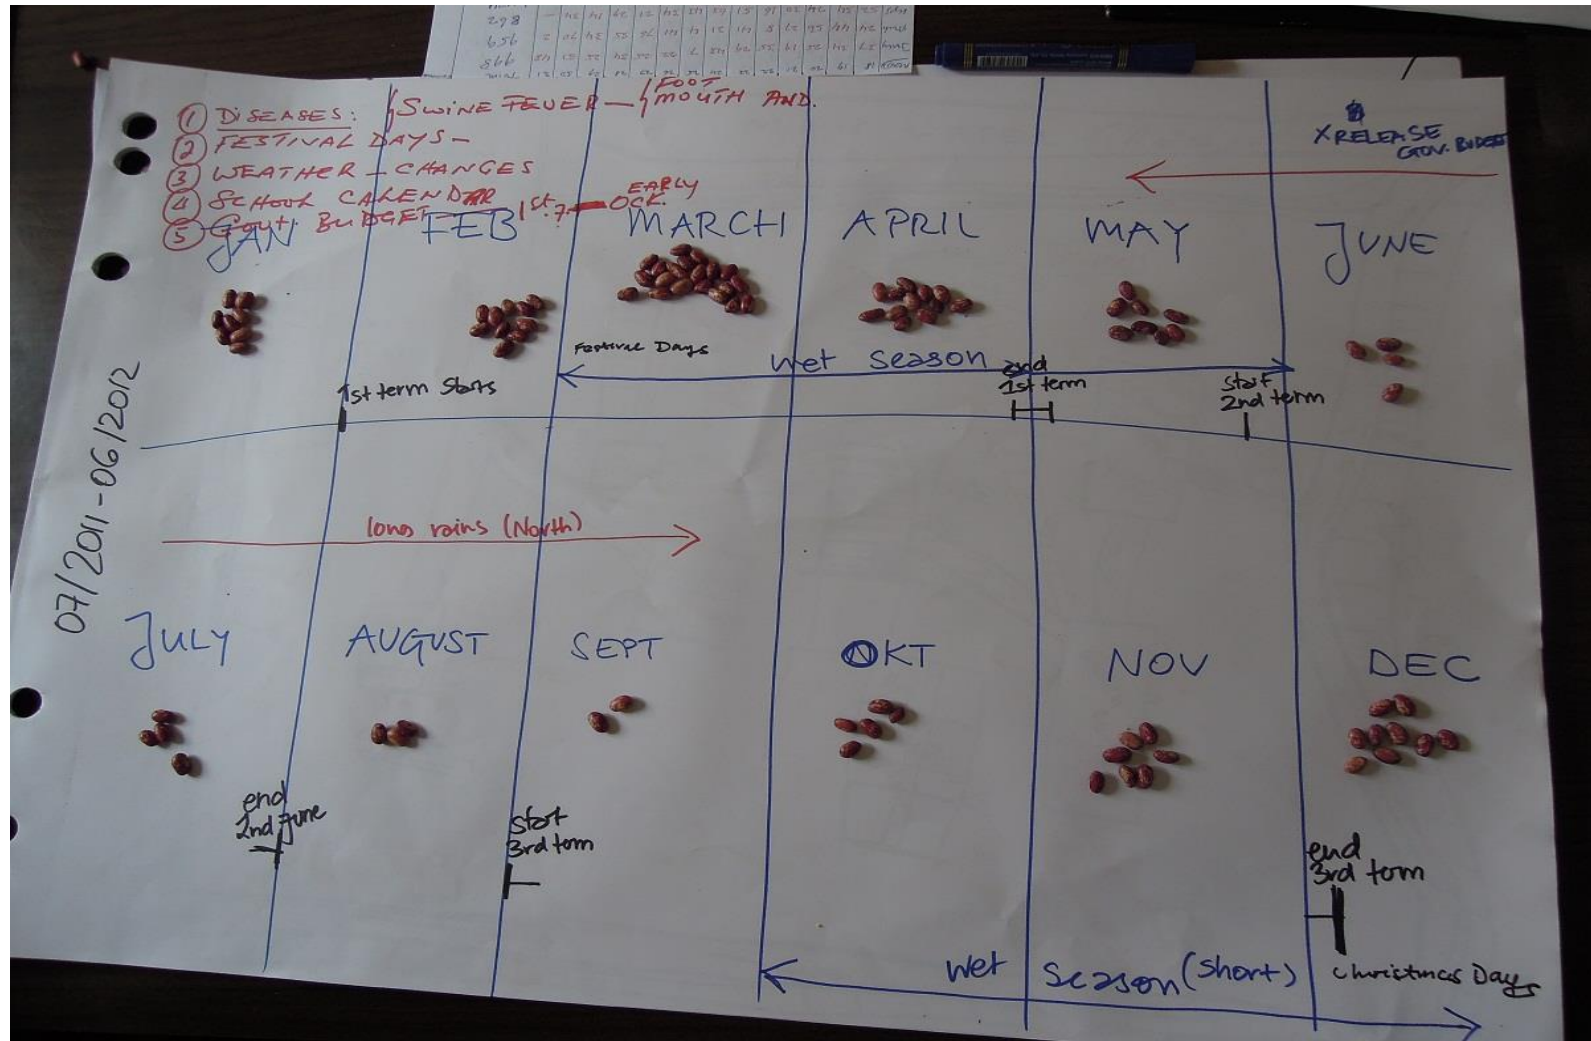 ① DISEASES: SWINE FEVER — FOOT MOUTH AND.
② FESTIVAL DAYS —
③ WEATHER — CHANGES
④ SCHOOL CALENDAR
⑤ GOVT. BUDGET 1st. ? — EARLY OCK.
X RELEASE
GOV. BUDGET
JAN FEB MARCH APRIL MAY JUNE
Festival Days
wet season
1st term starts
end
1st term
start
2nd term
07/2011-06/2012
long rains (North)
JULY AUGUST SEPT OKT NOV DEC
end
2nd June
start
3rd term
end
3rd term
wet season (short)
Christmas Days